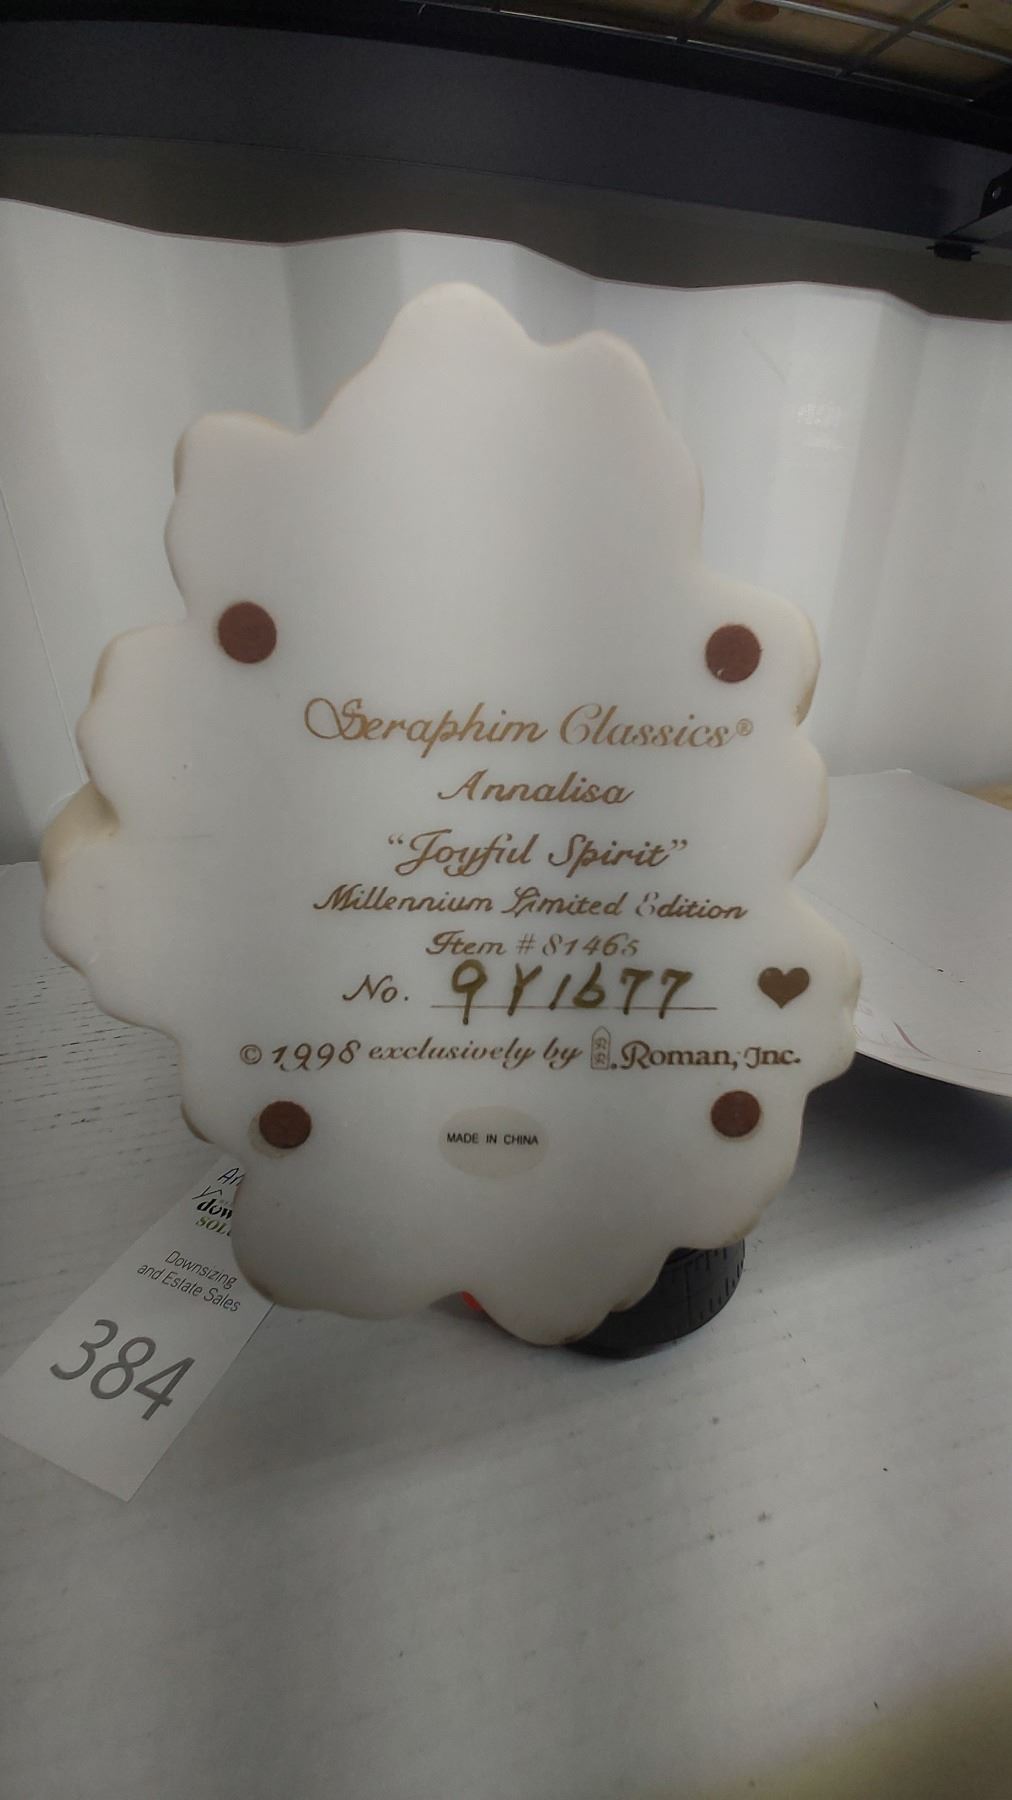 Seraphim Classics®
Annalisa
"Joyful Spirit"
Millennium Limited Edition
Item # 81465
No. 9Y1677
© 1998 exclusively by Roman, Inc.
MADE IN CHINA
Downsizing
and Estate Sales
384